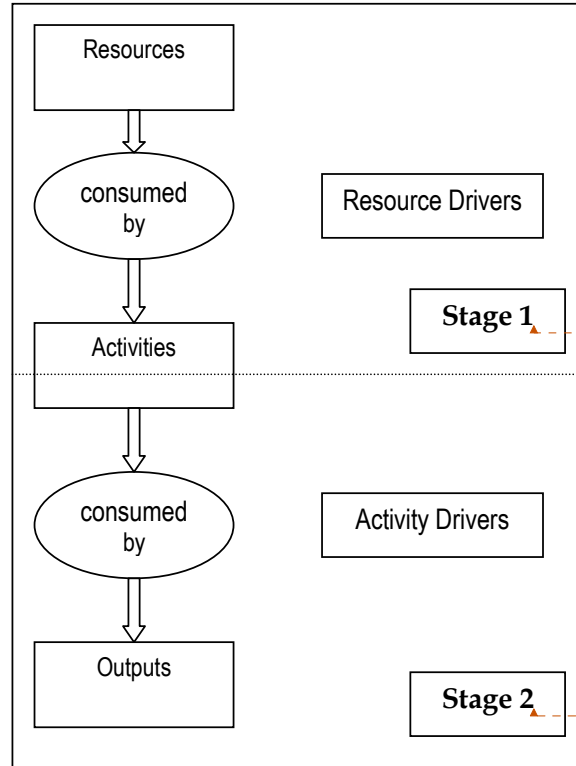 Resources
consumed
by
Resource Drivers
Stage 1
Activities
consumed
by
Activity Drivers
Outputs
Stage 2